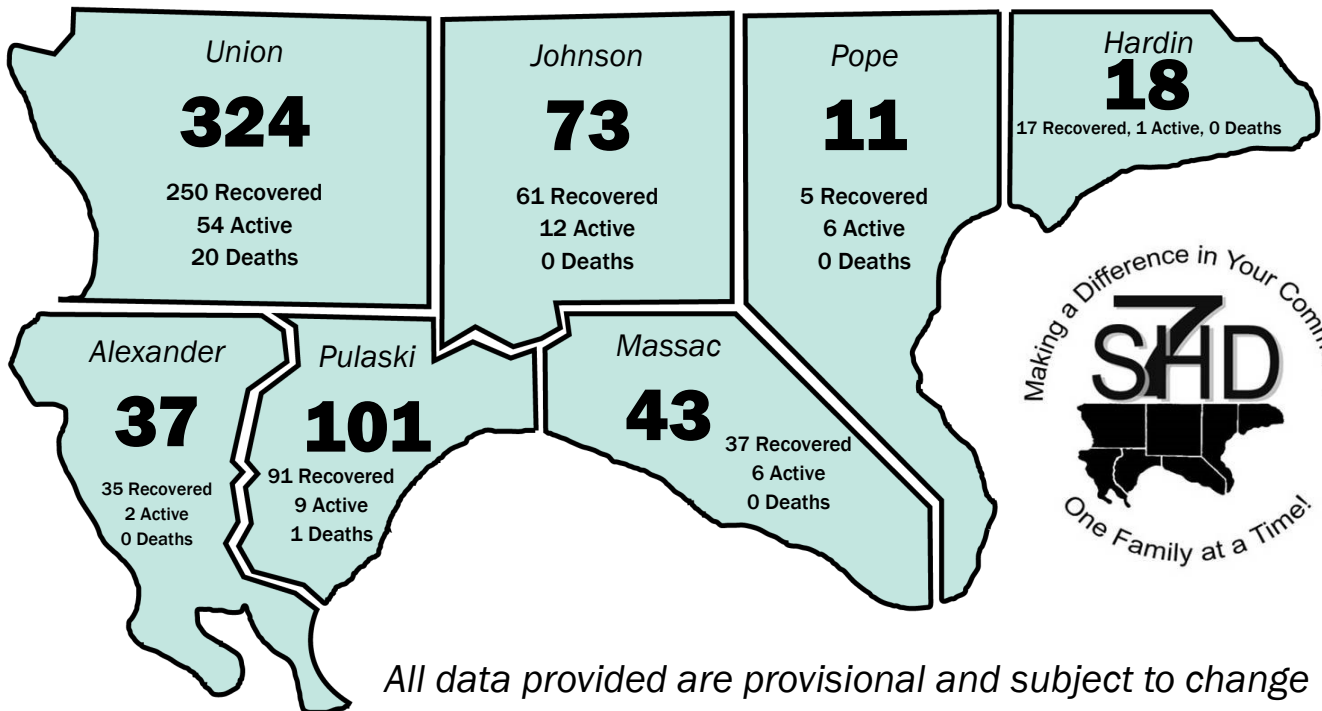 Union
324
250 Recovered
54 Active
20 Deaths
Johnson
73
61 Recovered
12 Active
0 Deaths
Pope
11
5 Recovered
6 Active
0 Deaths
Hardin
18
17 Recovered, 1 Active, 0 Deaths
Alexander
37
35 Recovered
2 Active
0 Deaths
Pulaski
101
91 Recovered
9 Active
1 Deaths
Massac
43
37 Recovered
6 Active
0 Deaths
Making a Difference in Your
S7HD
One Family at a Time!
All data provided are provisional and subject to change